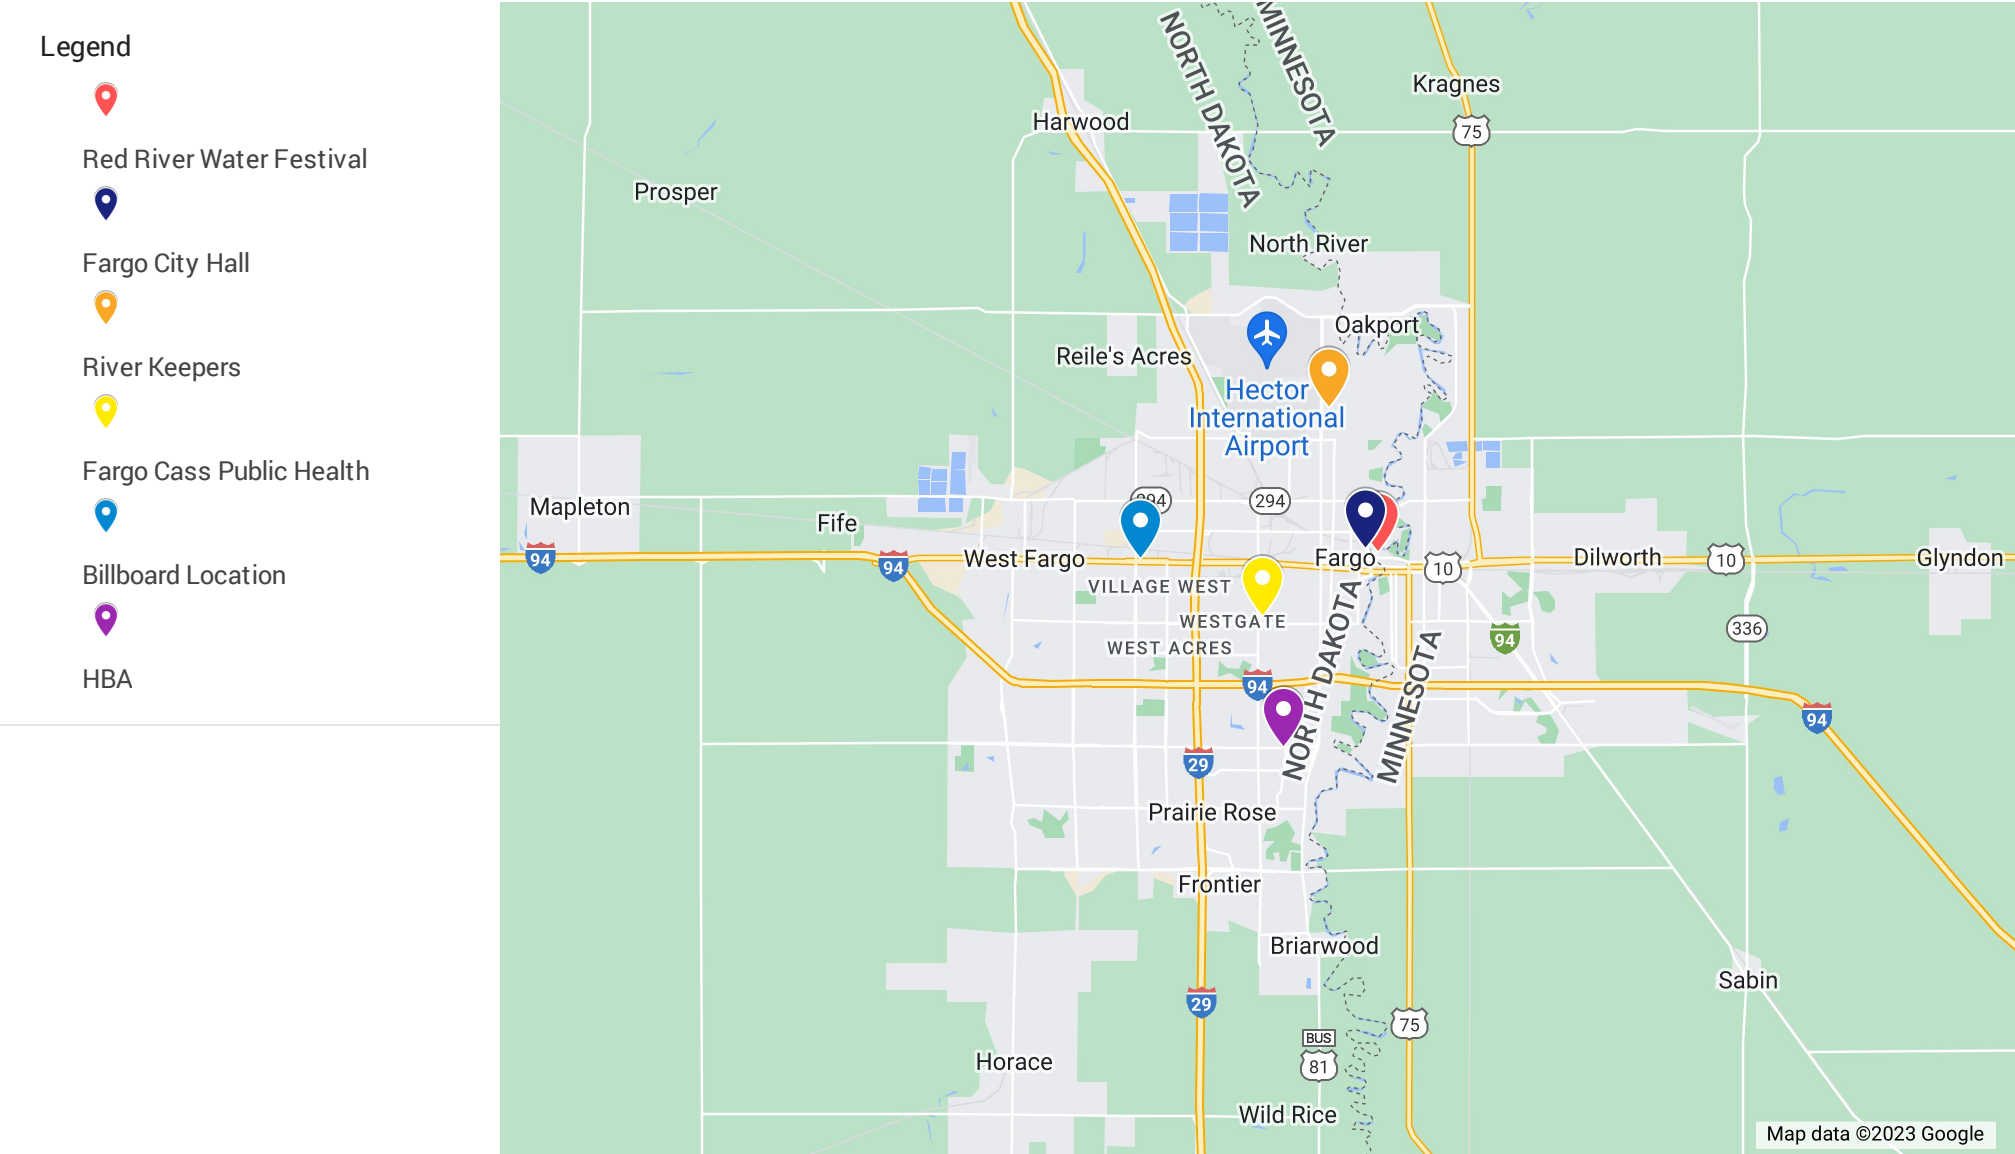 Legend
Red River Water Festival
Fargo City Hall
River Keepers
Fargo Cass Public Health
Billboard Location
HBA
NORTH DAKOTA
MINNESOTA
Kragnes
75
Harwood
Prosper
North River
Oakport
Reile's Acres
Hector
International
Airport
Mapleton
294
294
Fife
94
94
West Fargo
Fargo
10
Dilworth
10
Glyndon
VILLAGE WEST
WESTGATE
WEST ACRES
336
94
94
NORTH DAKOTA
MINNESOTA
94
29
Prairie Rose
Frontier
Briarwood
Sabin
29
75
BUS
81
Horace
Wild Rice
Map data ©2023 Google